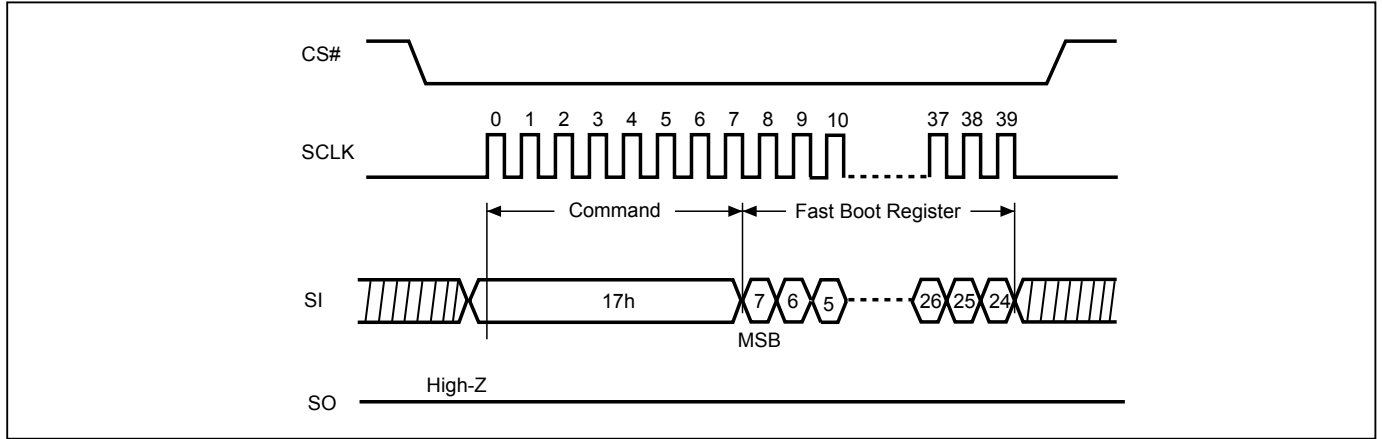 CS#
0 1 2 3 4 5 6 7 8 9 10 37 38 39
SCLK
Command Fast Boot Register
SI 17h 7 6 5 26 25 24
MSB
High-Z
SO